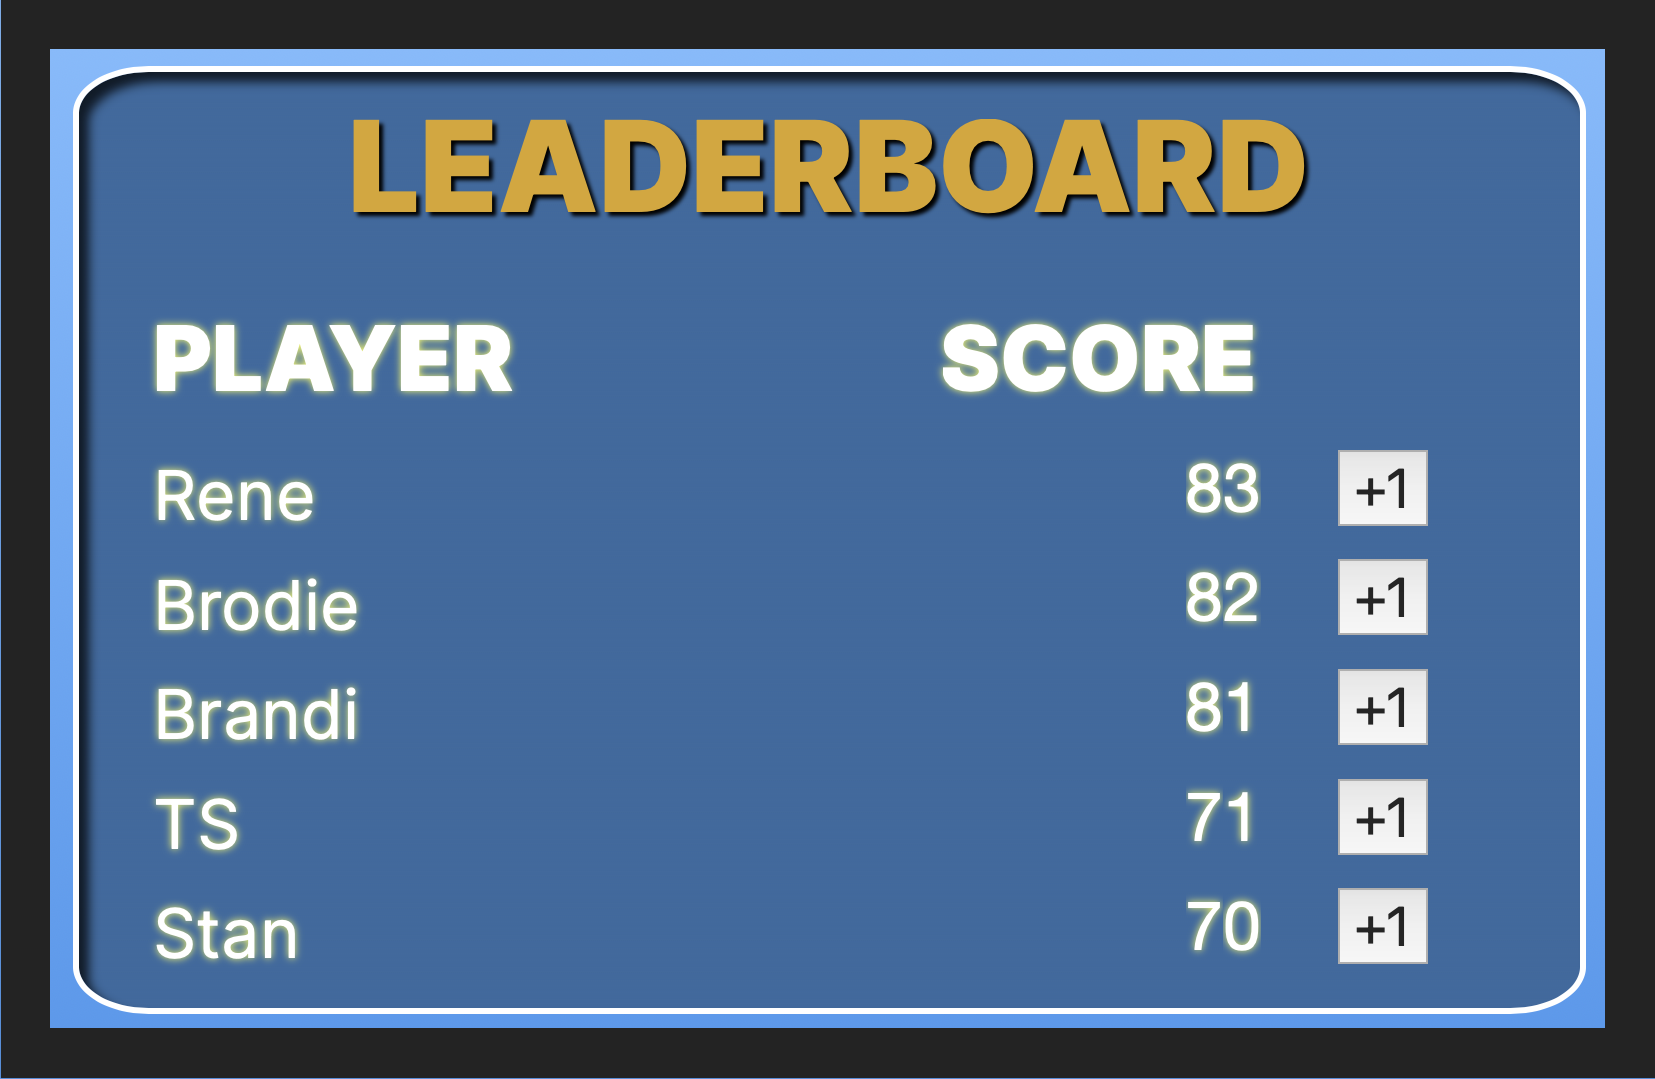 LEADERBOARD
PLAYER SCORE
Rene 83 +1
Brodie 82 +1
Brandi 81 +1
TS 71 +1
Stan 70 +1